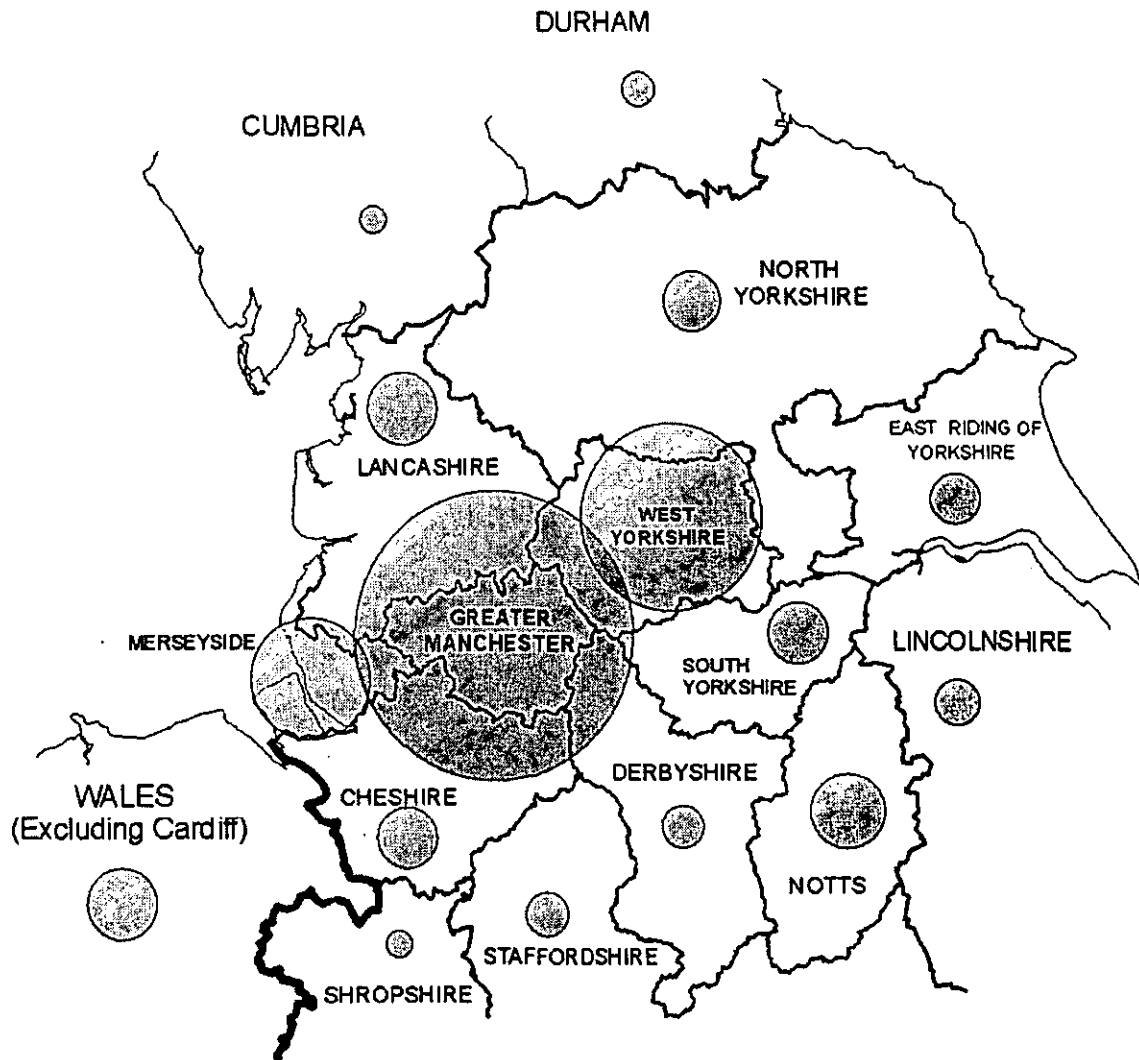 DURHAM
CUMBRIA
NORTH
YORKSHIRE
EAST RIDING OF
YORKSHIRE
LANCASHIRE
WEST
YORKSHIRE
GREATER
MANCHESTER
MERSEYSIDE
SOUTH
YORKSHIRE
LINCOLNSHIRE
DERBYSHIRE
CHESHIRE
WALES
(Excluding Cardiff)
NOTTS
STAFFORDSHIRE
SHROPSHIRE